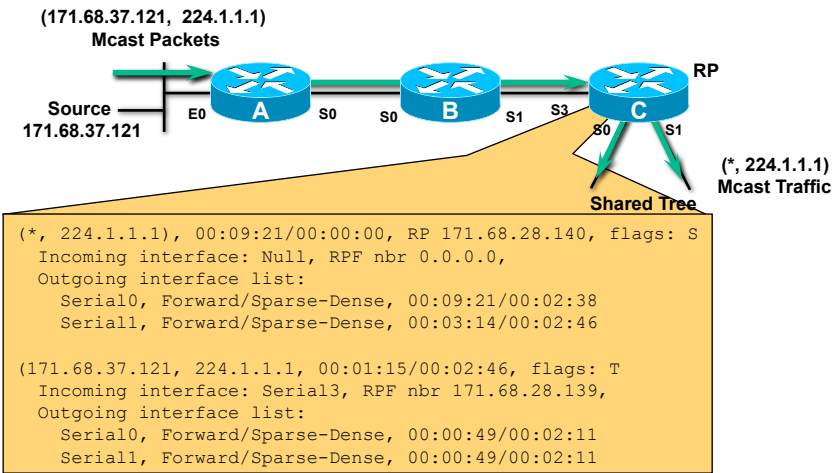 (171.68.37.121, 224.1.1.1)
Mcast Packets
RP
A
B
C
E0
S0
S0
S1
S3
S0
S1
Source
171.68.37.121
(*, 224.1.1.1)
Mcast Traffic
Shared Tree
(*, 224.1.1.1), 00:09:21/00:00:00, RP 171.68.28.140, flags: S
Incoming interface: Null, RPF nbr 0.0.0.0,
Outgoing interface list:
Serial0, Forward/Sparse-Dense, 00:09:21/00:02:38
Serial1, Forward/Sparse-Dense, 00:03:14/00:02:46
(171.68.37.121, 224.1.1.1, 00:01:15/00:02:46, flags: T
Incoming interface: Serial3, RPF nbr 171.68.28.139,
Outgoing interface list:
Serial0, Forward/Sparse-Dense, 00:00:49/00:02:11
Serial1, Forward/Sparse-Dense, 00:00:49/00:02:11